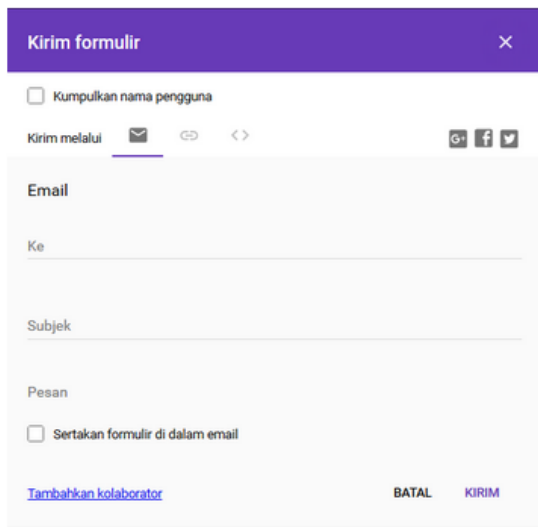 Kirim formulir
Kumpulkan nama pengguna
Kirim melalui
Email
Ke
Subjek
Pesan
Sertakan formulir di dalam email
Tambahkan kolaborator BATAL KIRIM